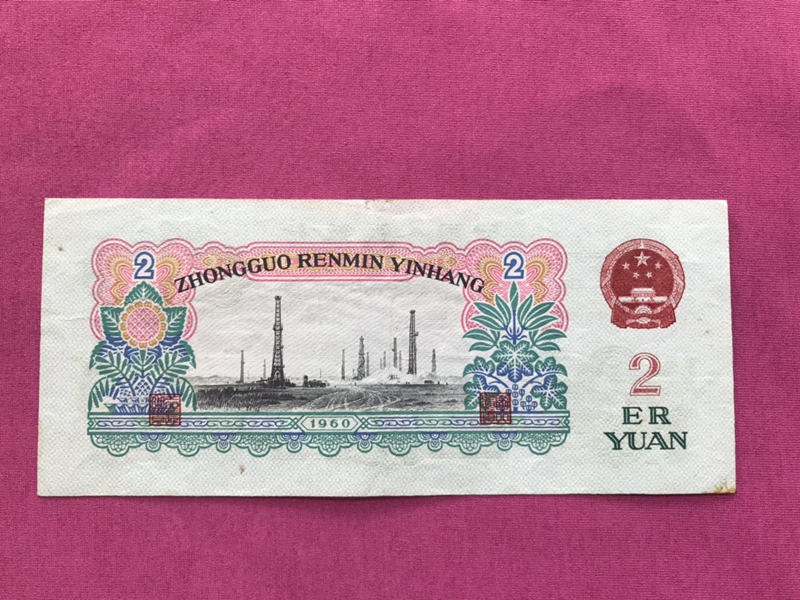 2
ZHONGGUO RENMIN YINHANG
2
1960
2
ER
YUAN